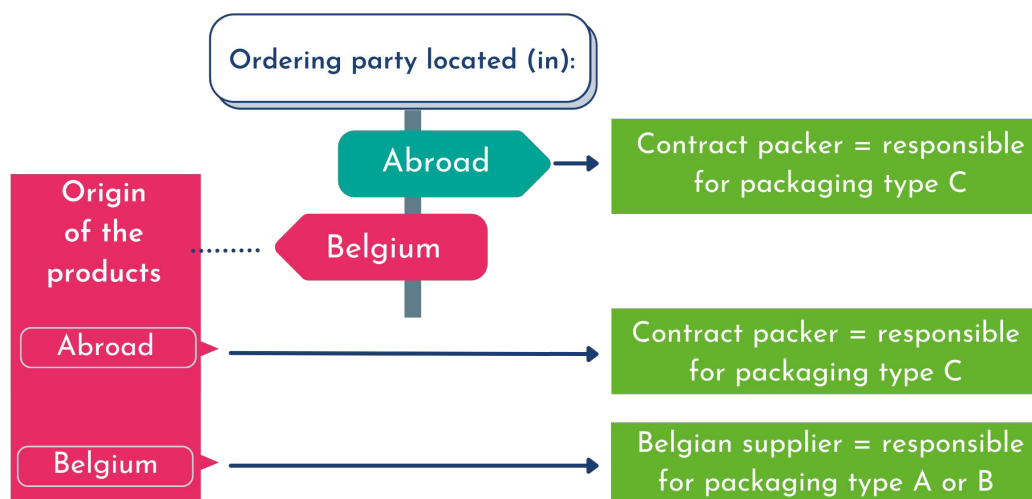 Ordering party located (in):
Abroad
Contract packer = responsible
for packaging type C
Belgium
Origin
of the
products
Abroad
Contract packer = responsible
for packaging type C
Belgium
Belgian supplier = responsible
for packaging type A or B